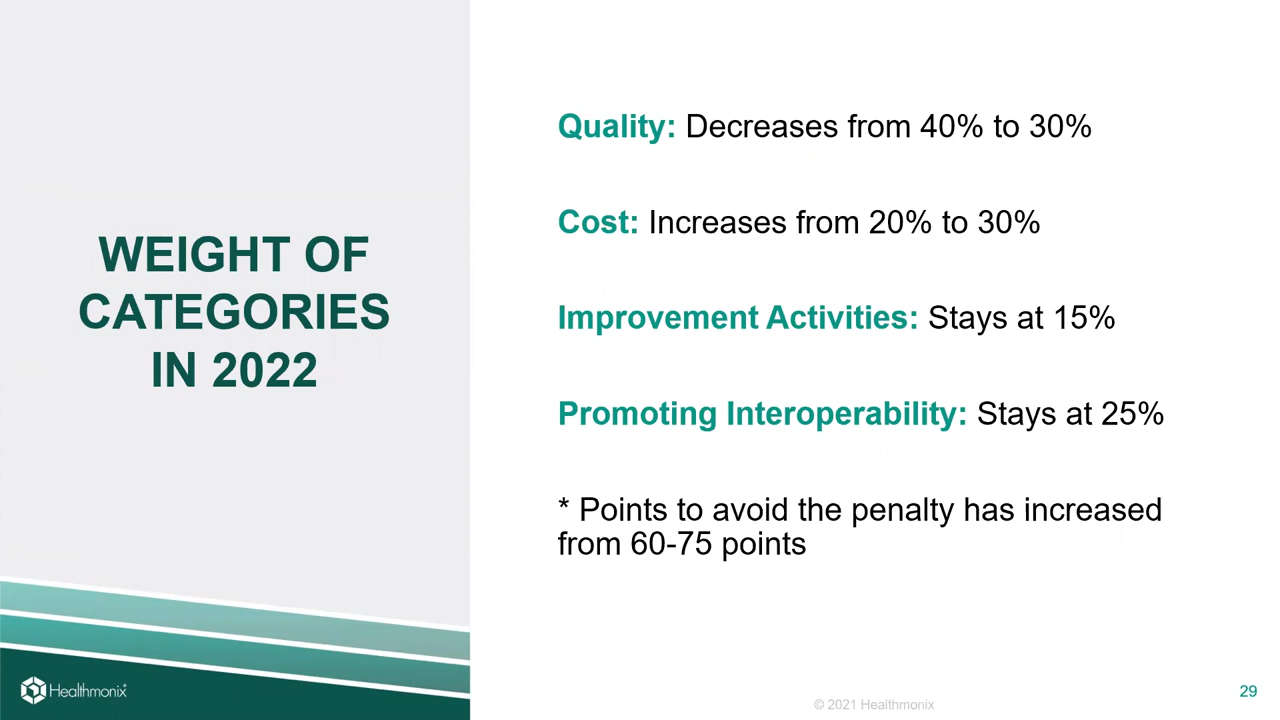 WEIGHT OF
CATEGORIES
IN 2022
Quality: Decreases from 40% to 30%
Cost: Increases from 20% to 30%
Improvement Activities: Stays at 15%
Promoting Interoperability: Stays at 25%
* Points to avoid the penalty has increased
from 60-75 points
Healthmonix
© 2021 Healthmonix
29